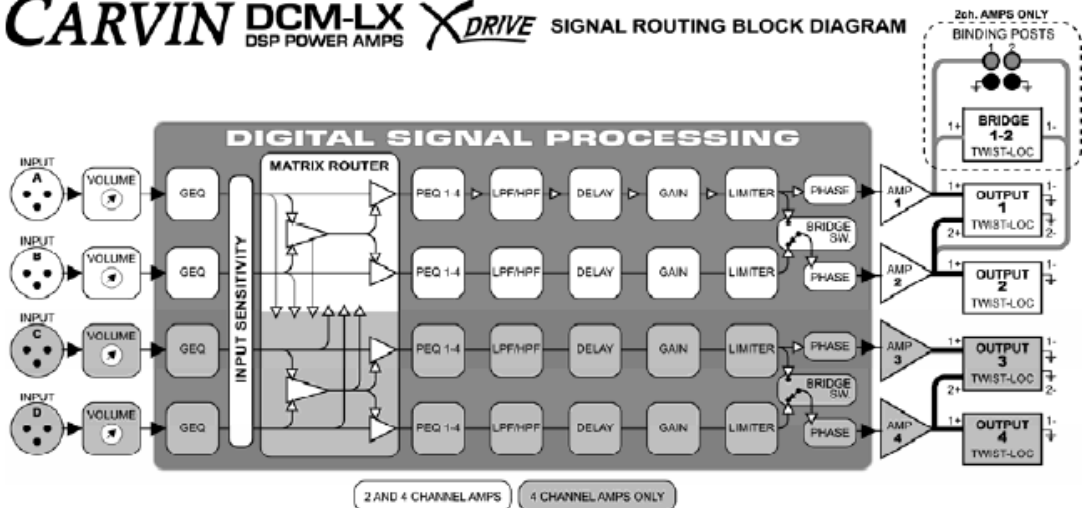 CARVIN DCM-LX XDRIVE SIGNAL ROUTING BLOCK DIAGRAM
DSP POWER AMPS
2ch. AMPS ONLY
BINDING POSTS
1 2
BRIDGE
1-2
TWIST-LOC
1+ 1-
DIGITAL SIGNAL PROCESSING
MATRIX ROUTER
INPUT SENSITIVITY
INPUT
A
VOLUME
GEQ
PEQ 1-4
LPF/HPF
DELAY
GAIN
LIMITER
PHASE
AMP
1
1+ 1-
OUTPUT
1
TWIST-LOC
2+ 2-
BRIDGE
SW.
INPUT
B
VOLUME
GEQ
PEQ 1-4
LPF/HPF
DELAY
GAIN
LIMITER
PHASE
AMP
2
1+ 1-
OUTPUT
2
TWIST-LOC
INPUT
C
VOLUME
GEQ
PEQ 1-4
LPF/HPF
DELAY
GAIN
LIMITER
PHASE
AMP
3
1+ 1-
OUTPUT
3
TWIST-LOC
2+ 2-
BRIDGE
SW.
INPUT
D
VOLUME
GEQ
PEQ 1-4
LPF/HPF
DELAY
GAIN
LIMITER
PHASE
AMP
4
1+ 1-
OUTPUT
4
TWIST-LOC
2 AND 4 CHANNEL AMPS
4 CHANNEL AMPS ONLY